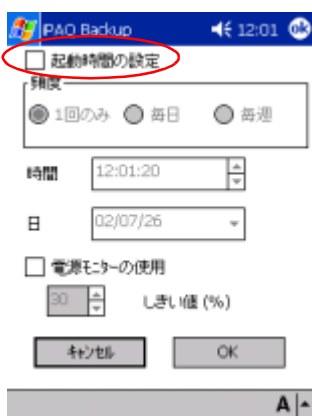 iPAQ Backup 12:01 ok
起動時間の設定
頻度
1回のみ 毎日 毎週
時間 12:01:20
日 02/07/26
電源モニターの使用
30 しきい値 (%)
キャンセル OK
A